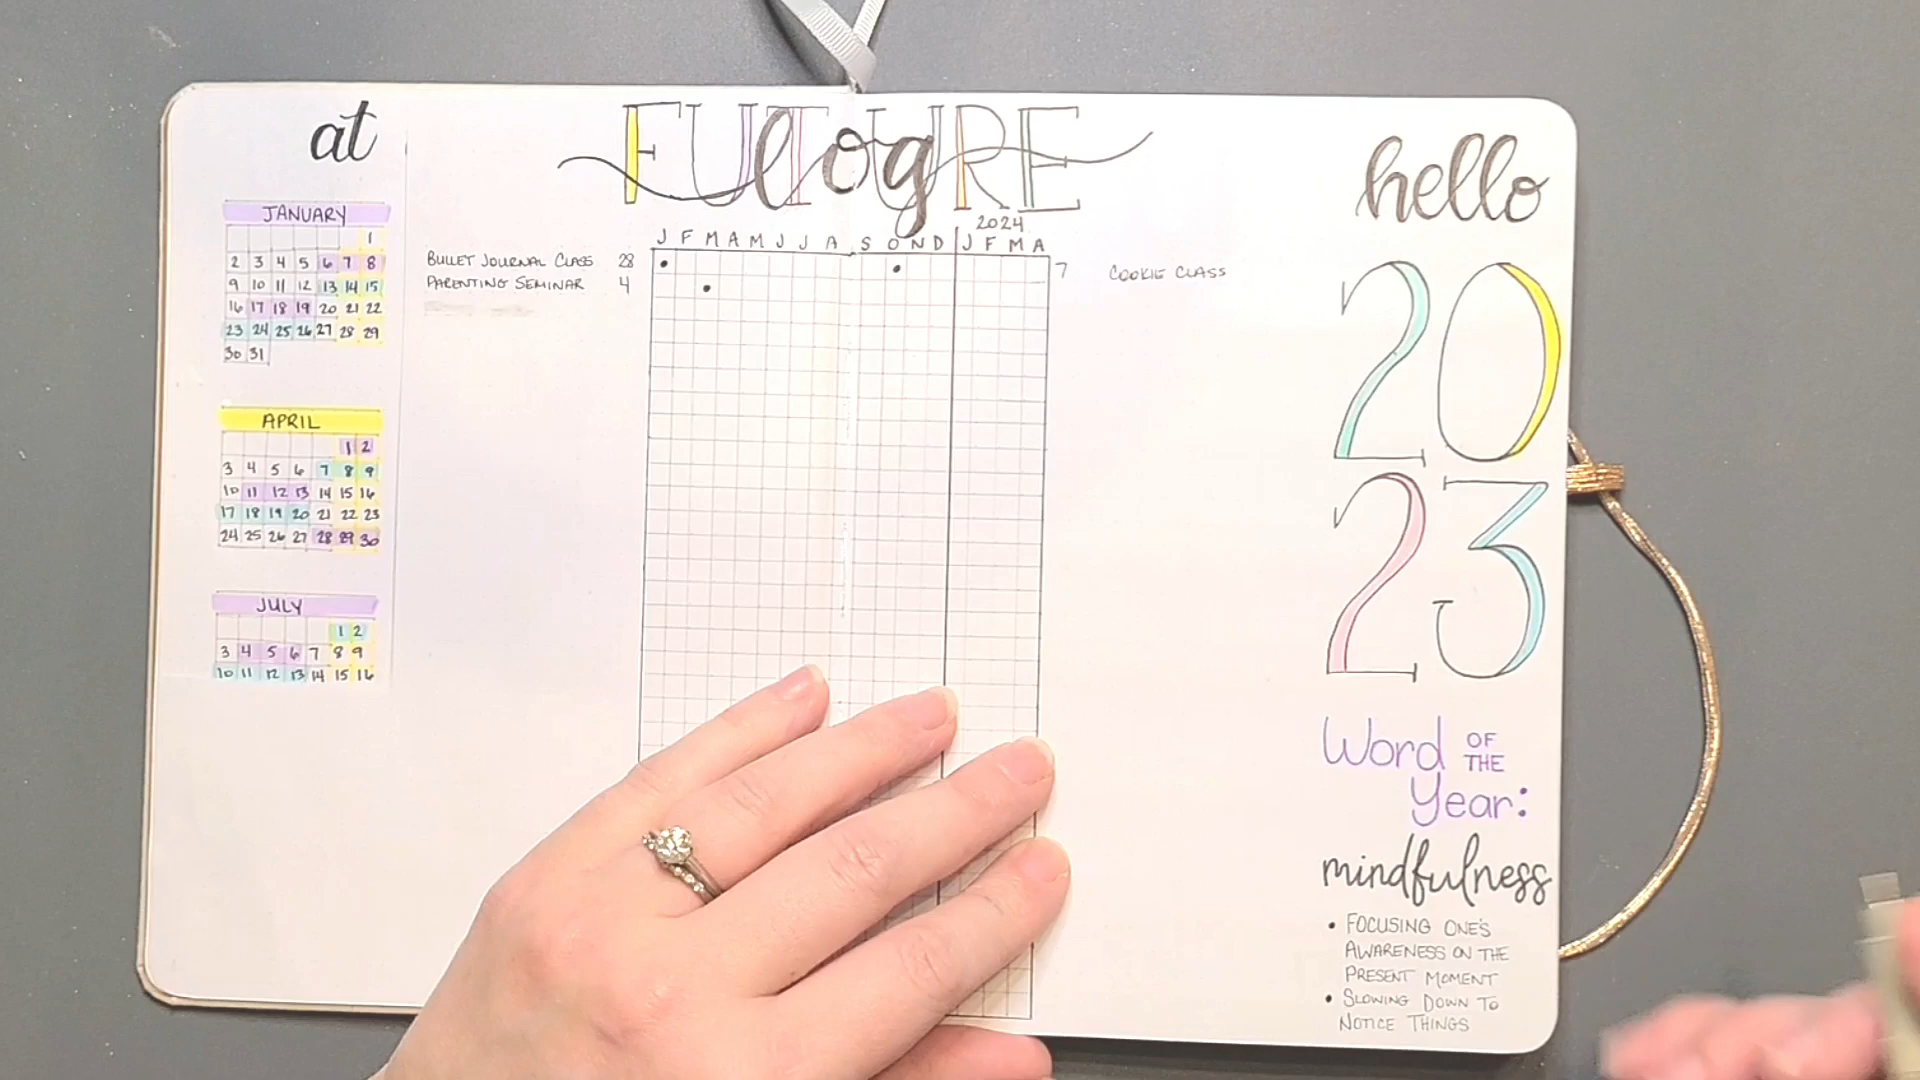 at
FUTURE
log
hello
2024
J F M A M J J A S O N D J F M A
BULLET JOURNAL CLASS 28
PARENTING SEMINAR 4
7 COOKIE CLASS
JANUARY
1
2 3 4 5 6 7 8
9 10 11 12 13 14 15
16 17 18 19 20 21 22
23 24 25 26 27 28 29
30 31
APRIL
1 2
3 4 5 6 7 8 9
10 11 12 13 14 15 16
17 18 19 20 21 22 23
24 25 26 27 28 29 30
JULY
1 2
3 4 5 6 7 8 9
10 11 12 13 14 15 16
20
23
Word OF THE
Year:
mindfulness
• FOCUSING ONE'S
AWARENESS ON THE
PRESENT MOMENT
• SLOWING DOWN TO
NOTICE THINGS